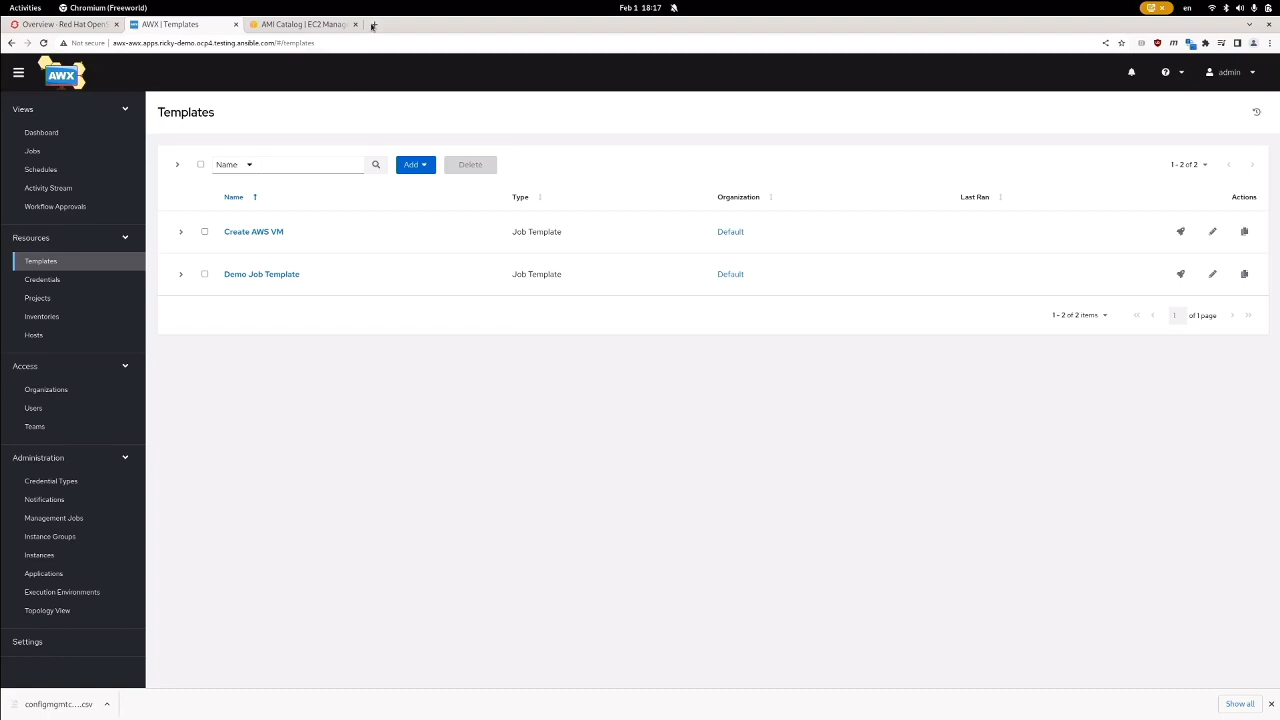 Activities
Chromium (Freeworld)
Feb 1 18:17
en
Overview - Red Hat Open
AWX | Templates
AMI Catalog | EC2 Manag
Not secure
awx-awx.apps.ricky-demo.ocp4.testing.ansible.com/#/templates
AWX
admin
Views
Dashboard
Jobs
Schedules
Activity Stream
Workflow Approvals
Resources
Templates
Credentials
Projects
Inventories
Hosts
Access
Organizations
Users
Teams
Administration
Credential Types
Notifications
Management Jobs
Instance Groups
Instances
Applications
Execution Environments
Topology View
Settings
Templates
Name
Add
Delete
1 - 2 of 2
Name
Type
Organization
Last Ran
Actions
Create AWS VM
Job Template
Default
Demo Job Template
Job Template
Default
1 - 2 of 2 items
1
of 1 page
configmgmtc....csv
Show all